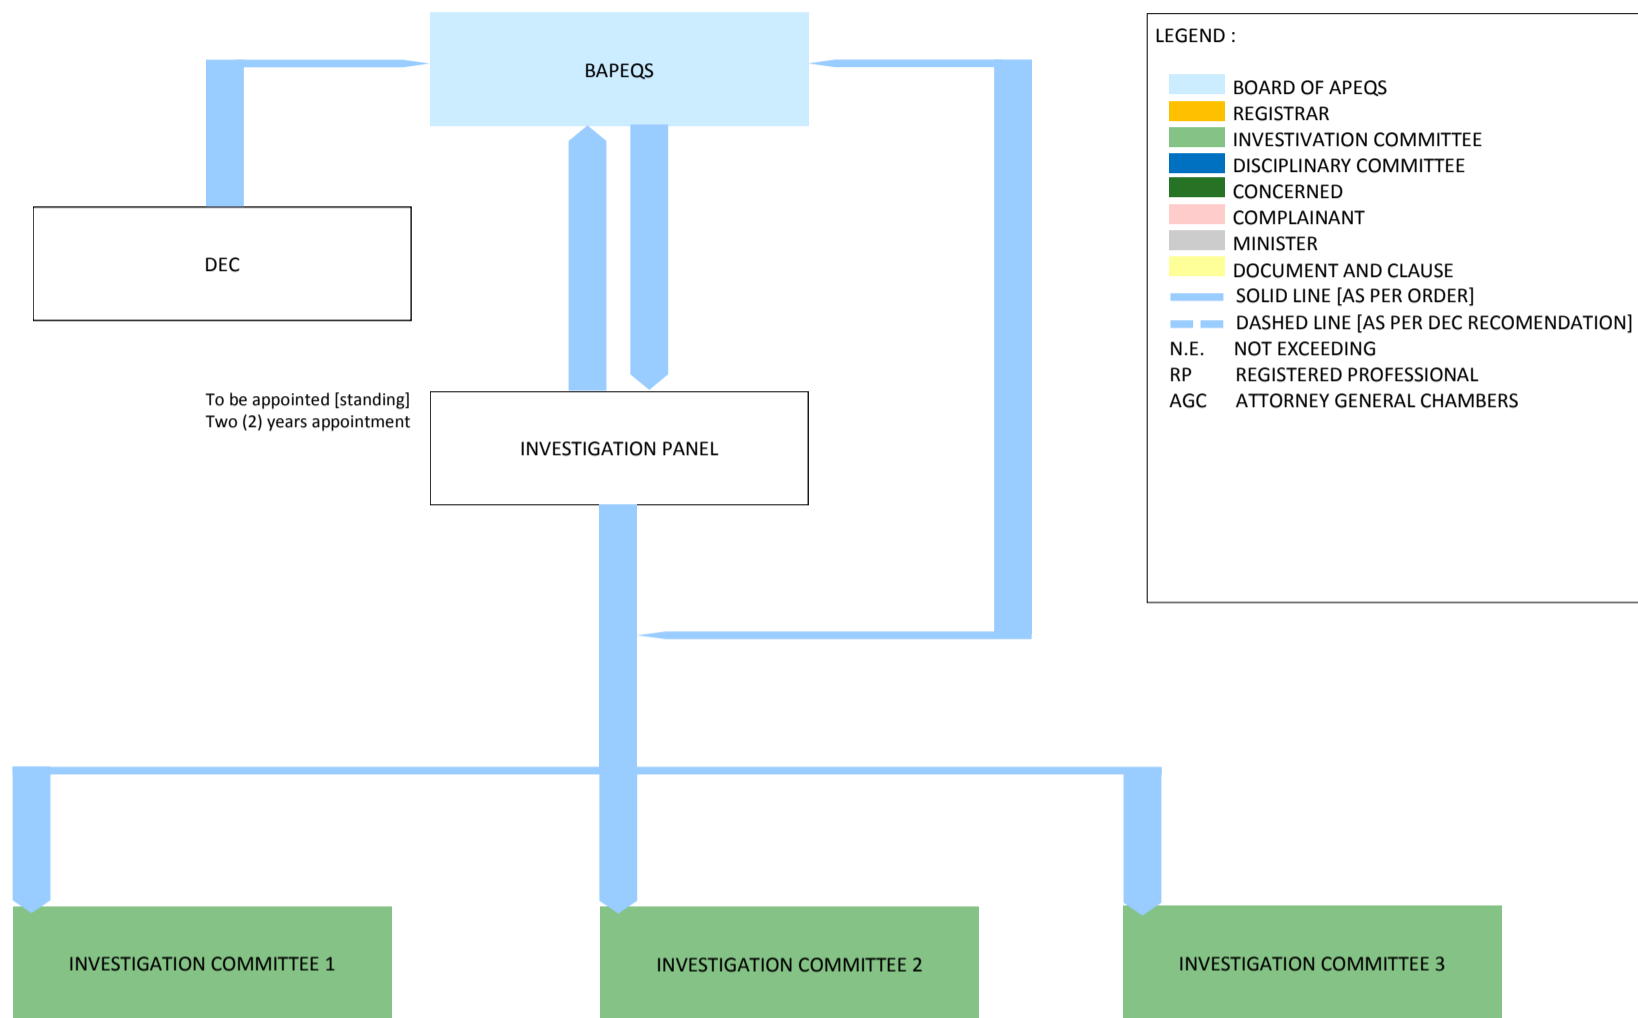 BAPEQS
DEC
To be appointed [standing]
Two (2) years appointment
INVESTIGATION PANEL
INVESTIGATION COMMITTEE 1
INVESTIGATION COMMITTEE 2
INVESTIGATION COMMITTEE 3
LEGEND :
BOARD OF APEQS
REGISTRAR
INVESTIVATION COMMITTEE
DISCIPLINARY COMMITTEE
CONCERNED
COMPLAINANT
MINISTER
DOCUMENT AND CLAUSE
SOLID LINE [AS PER ORDER]
DASHED LINE [AS PER DEC RECOMENDATION]
N.E. NOT EXCEEDING
RP REGISTERED PROFESSIONAL
AGC ATTORNEY GENERAL CHAMBERS